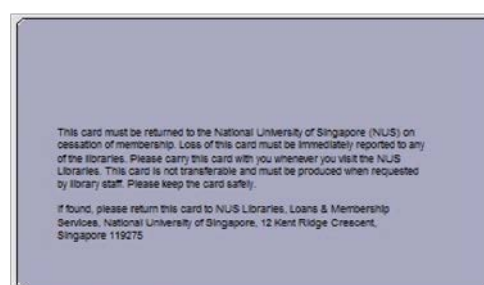 This card must be returned to the National University of Singapore (NUS) on
cessation of membership. Loss of this card must be immediately reported to any
of the libraries. Please carry this card with you whenever you visit the NUS
Libraries. This card is not transferable and must be produced when requested
by library staff. Please keep the card safely.
If found, please return this card to NUS Libraries, Loans & Membership
Services, National University of Singapore, 12 Kent Ridge Crescent,
Singapore 119275